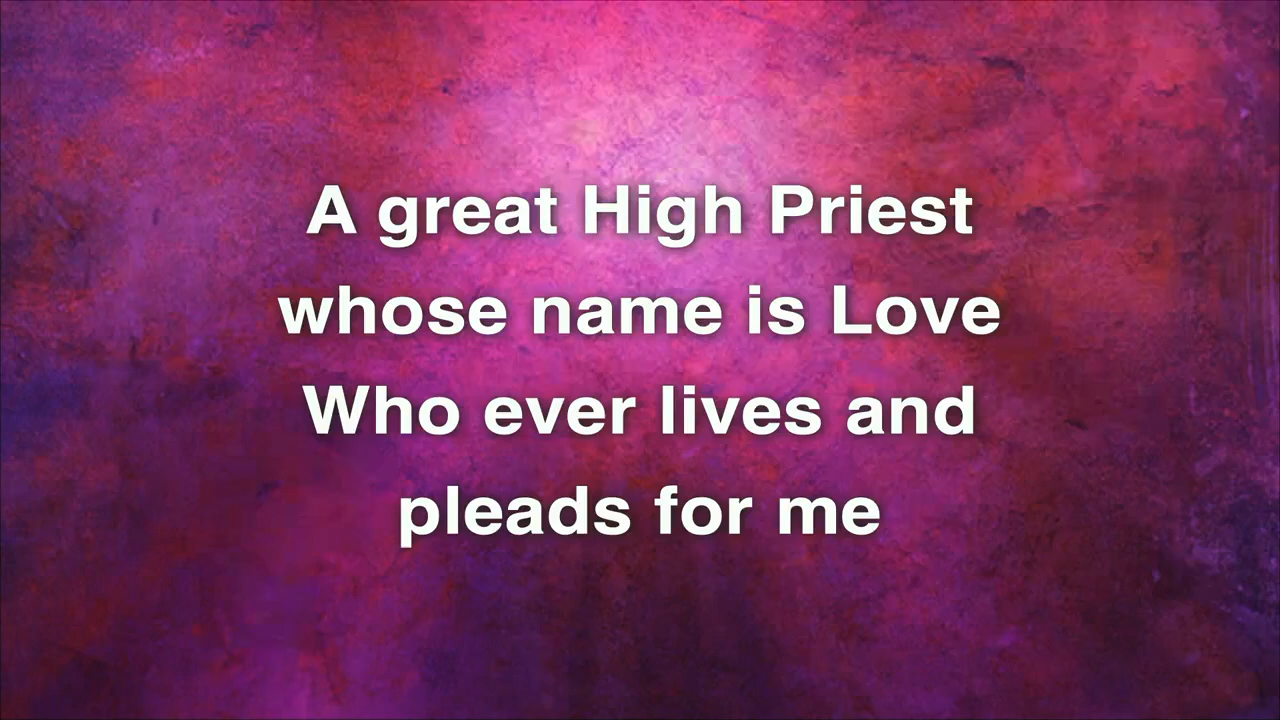 A great High Priest
whose name is Love
Who ever lives and
pleads for me